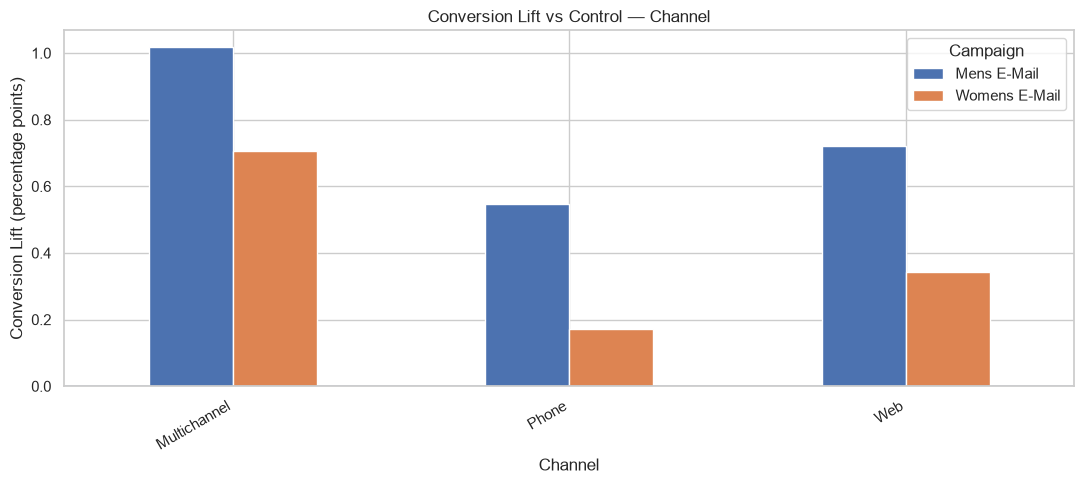 Conversion Lift vs Control — Channel
Conversion Lift (percentage points)
1.0
0.8
0.6
0.4
0.2
0.0
Campaign
Mens E-Mail
Womens E-Mail
Multichannel
Phone
Web
Channel